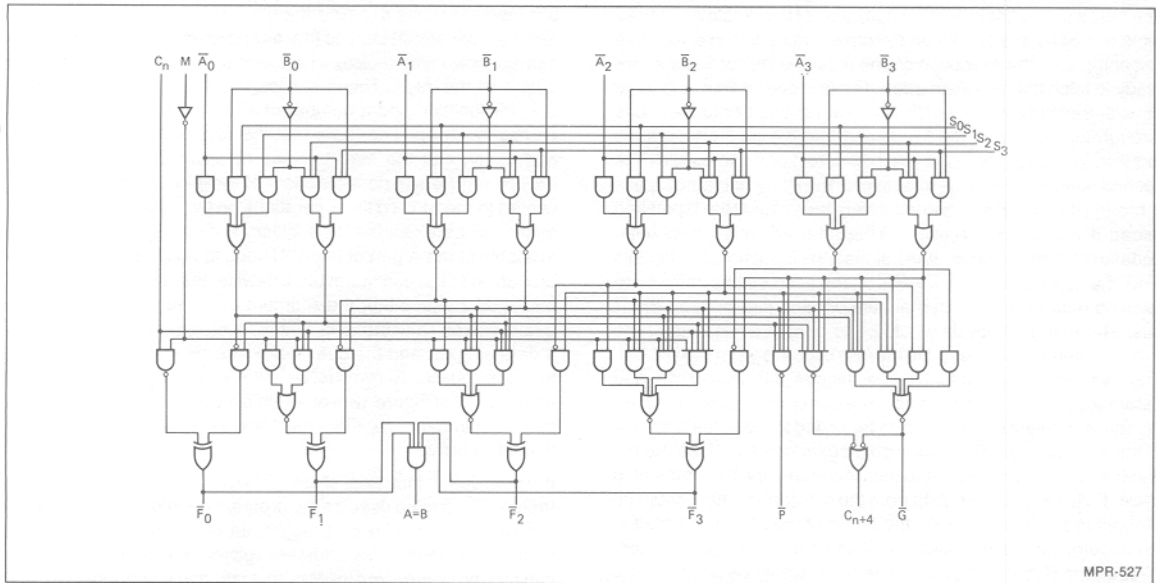 Cn M A̅0 B̅0 A̅1 B̅1 A̅2 B̅2 A̅3 B̅3
S0 S1 S2 S3
F̅0 F̅1 A=B F̅2 F̅3 P̅ Cn+4 G̅
MPR-527